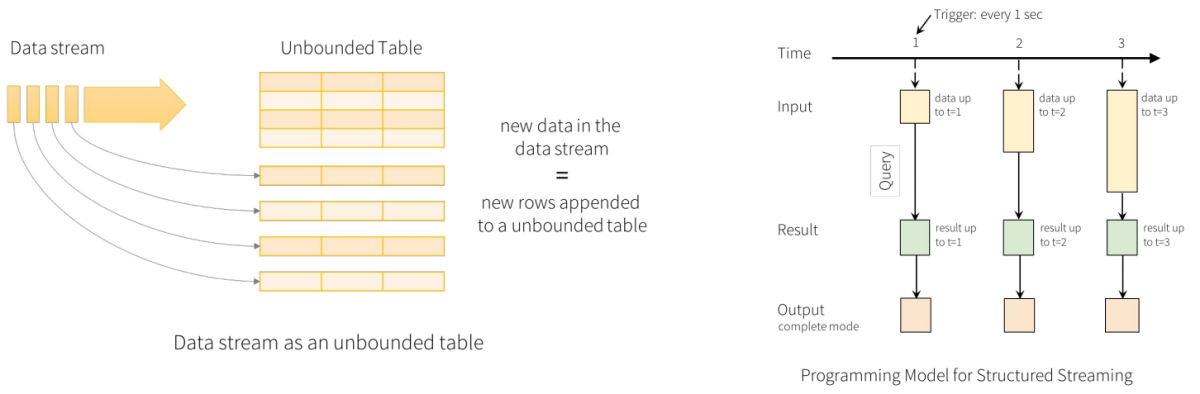 Data stream
Unbounded Table
new data in the
data stream
=
new rows appended
to a unbounded table
Data stream as an unbounded table
Trigger: every 1 sec
1
2
3
Time
Input
data up
to t=1
data up
to t=2
data up
to t=3
Query
Result
result up
to t=1
result up
to t=2
result up
to t=3
Output
complete mode
Programming Model for Structured Streaming